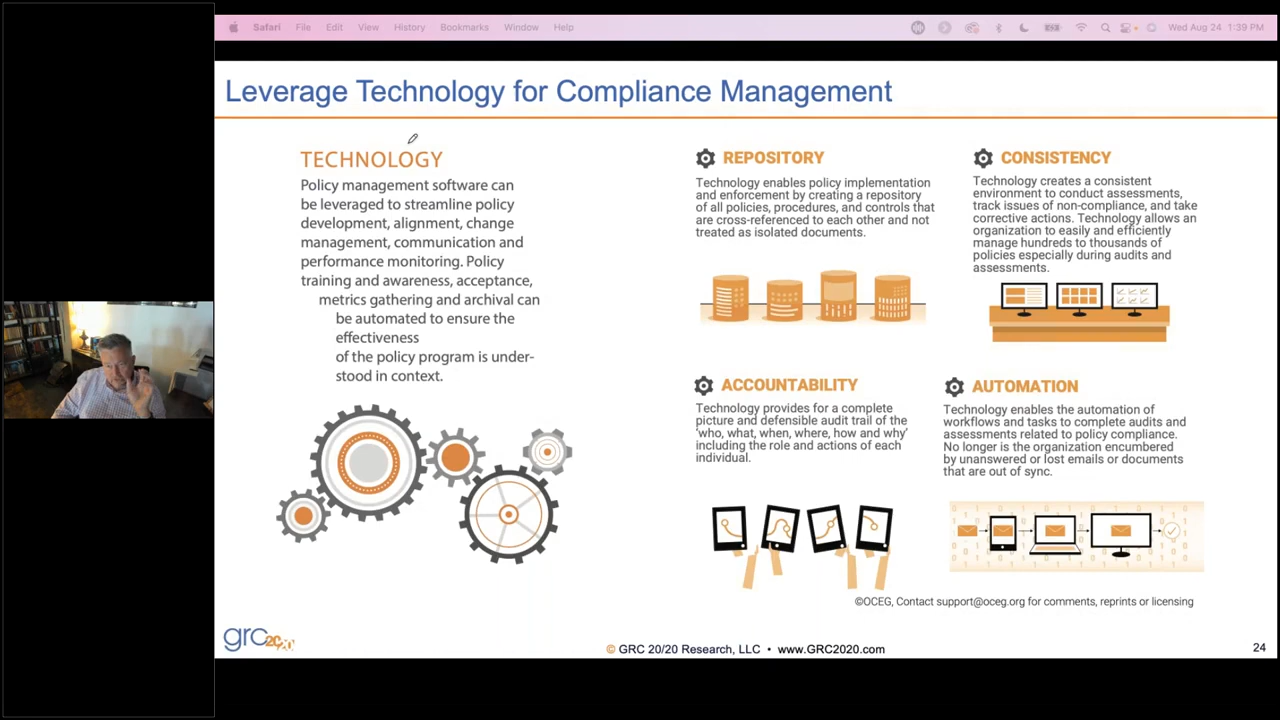 Safari File Edit View History Bookmarks Window Help Wed Aug 24 1:39 PM
Leverage Technology for Compliance Management
TECHNOLOGY
Policy management software can
be leveraged to streamline policy
development, alignment, change
management, communication and
performance monitoring. Policy
training and awareness, acceptance,
metrics gathering and archival can
be automated to ensure the
effectiveness
of the policy program is under-
stood in context.
REPOSITORY
Technology enables policy implementation
and enforcement by creating a repository
of all policies, procedures, and controls that
are cross-referenced to each other and not
treated as isolated documents.
CONSISTENCY
Technology creates a consistent
environment to conduct assessments,
track issues of non-compliance, and take
corrective actions. Technology allows an
organization to easily and efficiently
manage hundreds to thousands of
policies especially during audits and
assessments.
ACCOUNTABILITY
Technology provides for a complete
picture and defensible audit trail of the
‘who, what, when, where, how and why’
including the role and actions of each
individual.
AUTOMATION
Technology enables the automation of
workflows and tasks to complete audits and
assessments related to policy compliance.
No longer is the organization encumbered
by unanswered or lost emails or documents
that are out of sync.
©OCEG, Contact support@oceg.org for comments, reprints or licensing
grc2020
© GRC 20/20 Research, LLC • www.GRC2020.com
24